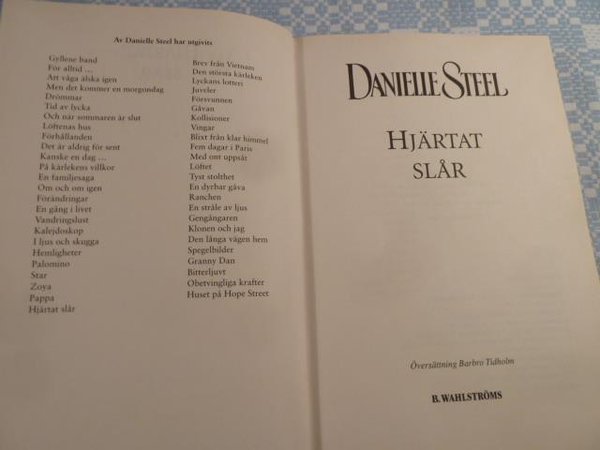 Av Danielle Steel har utgivits
Gyllene band
För alltid ...
Att våga älska igen
Men det kommer en morgondag
Drömmar
Tid av lycka
Och när sommaren är slut
Löftenas hus
Förhållanden
Det är aldrig för sent
Kanske en dag ...
På kärlekens villkor
En familjesaga
Om och om igen
Förändringar
En gång i livet
Vandringslust
Kalejdoskop
I ljus och skugga
Hemligheter
Palomino
Star
Zoya
Pappa
Hjärtat slår
Brev från Vietnam
Den största kärleken
Lyckans lotteri
Juveler
Försvunnen
Gåvan
Kollisioner
Vingar
Blixt från klar himmel
Fem dagar i Paris
Med ont uppsåt
Löftet
Tyst stolthet
En dyrbar gåva
Ranchen
En stråle av ljus
Gengångaren
Klonen och jag
Den långa vägen hem
Spegelbilder
Granny Dan
Bitterljuvt
Obetvingliga krafter
Huset på Hope Street
DANIELLE STEEL
HJÄRTAT
SLÅR
Översättning Barbro Tidholm
B. WAHLSTRÖMS